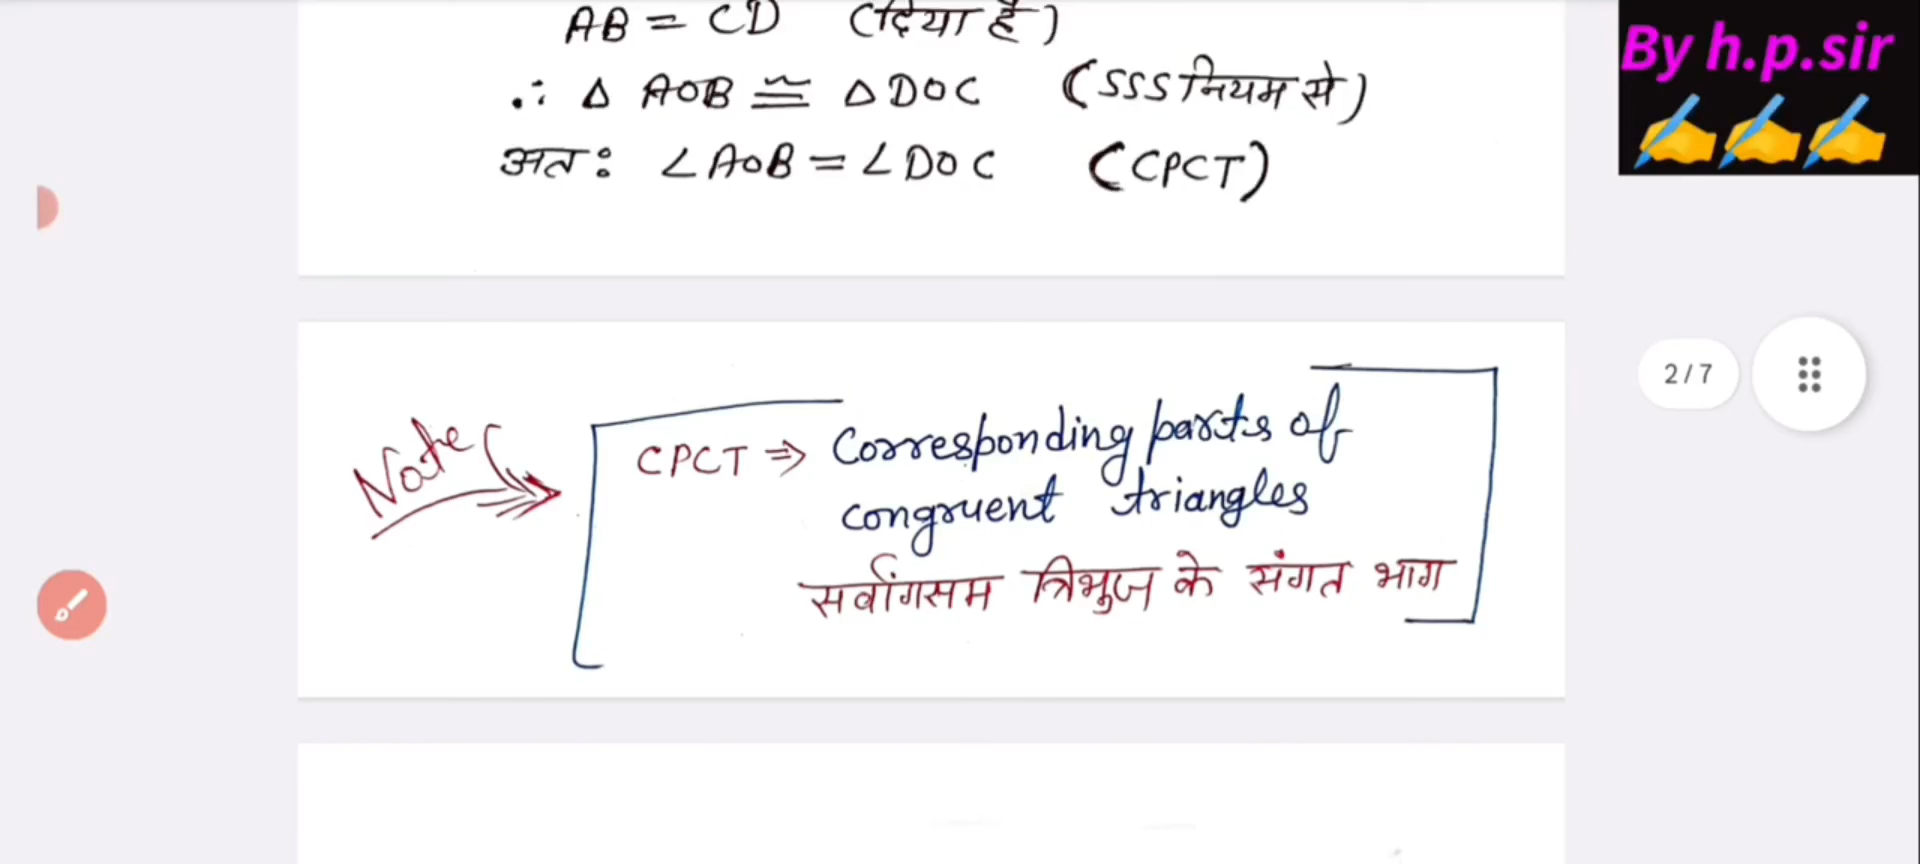 AB = CD (दिया है)
∴ Δ AOB ≅ Δ DOC (SSS नियम से)
अतः ∠AOB = ∠DOC (CPCT)
By h.p.sir
2/7
Note
CPCT ⇒ Corresponding parts of
congruent triangles
सर्वांगसम त्रिभुज के संगत भाग